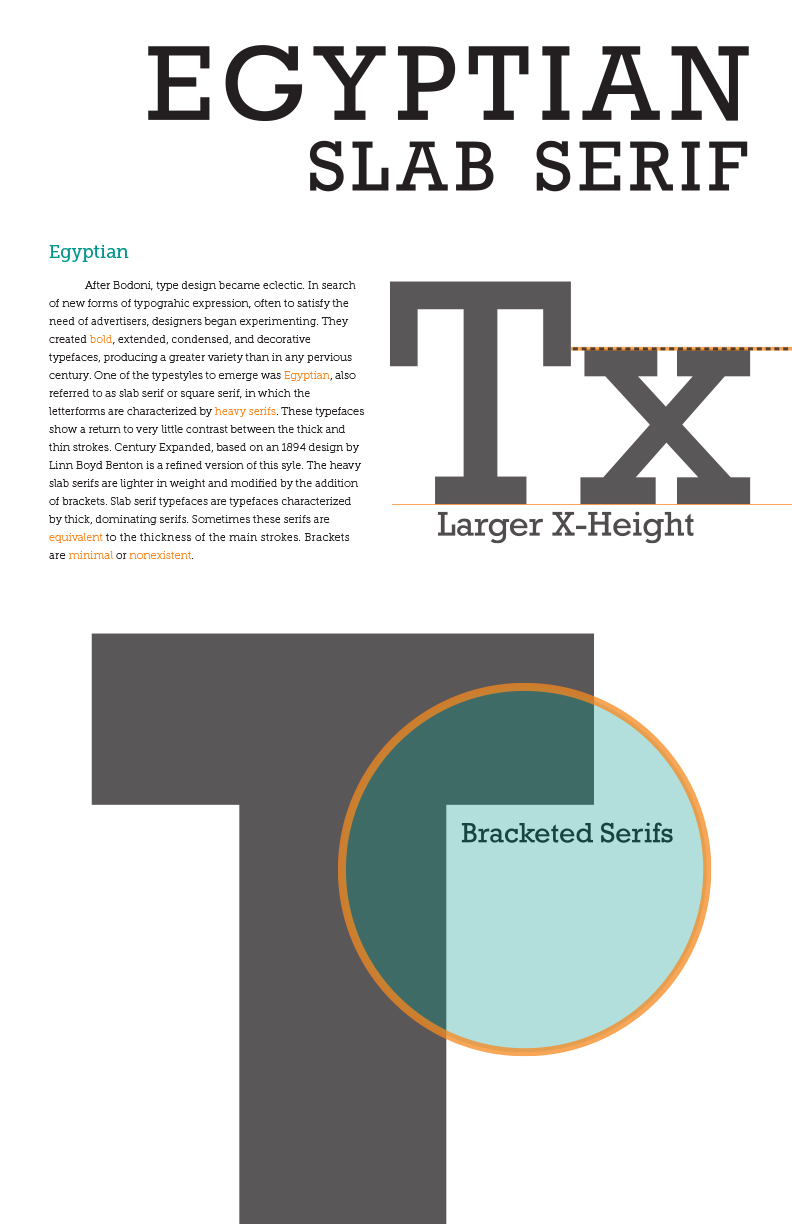 EGYPTIAN
SLAB SERIF
Egyptian
After Bodoni, type design became eclectic. In search
of new forms of typograhic expression, often to satisfy the
need of advertisers, designers began experimenting. They
created bold, extended, condensed, and decorative
typefaces, producing a greater variety than in any pervious
century. One of the typestyles to emerge was Egyptian, also
referred to as slab serif or square serif, in which the
letterforms are characterized by heavy serifs. These typefaces
show a return to very little contrast between the thick and
thin strokes. Century Expanded, based on an 1894 design by
Linn Boyd Benton is a refined version of this syle. The heavy
slab serifs are lighter in weight and modified by the addition
of brackets. Slab serif typefaces are typefaces characterized
by thick, dominating serifs. Sometimes these serifs are
equivalent to the thickness of the main strokes. Brackets
are minimal or nonexistent.
Tx
Larger X-Height
T
Bracketed Serifs